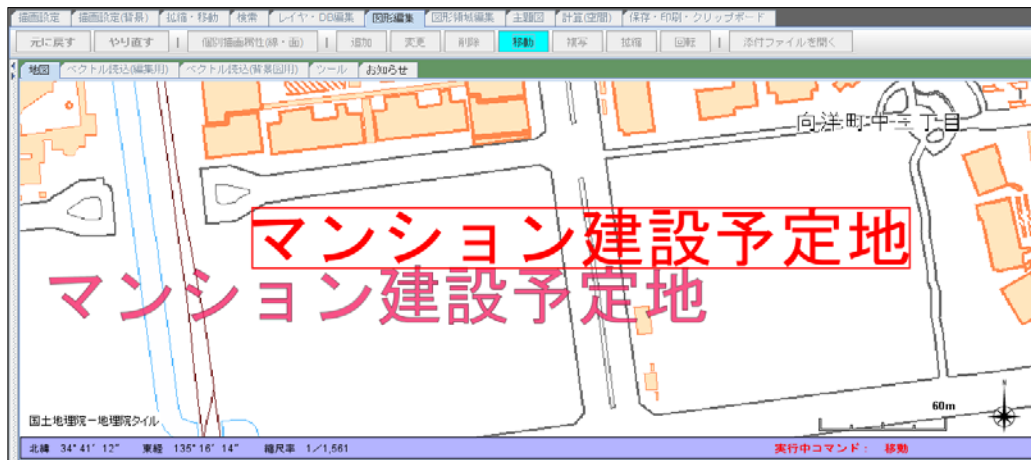 描画設定 描画設定(背景) 拡縮・移動 検索 レイヤ・DB編集 図形編集 図形領域編集 主題図 計算(空間) 保存・印刷・クリップボード
元に戻す やり直す | 個別描画属性(線・面) | 追加 変更 削除 移動 複写 拡縮 回転 | 添付ファイルを開く
地図 ベクトル読込(編集用) ベクトル読込(背景図用) ツール お知らせ
向洋町中三丁目
マンション建設予定地
マンション建設予定地
国土地理院－地理院タイル
60m
N
北緯 34°41′12″ 東経 135°16′14″ 縮尺率 1／1,561 実行中コマンド： 移動